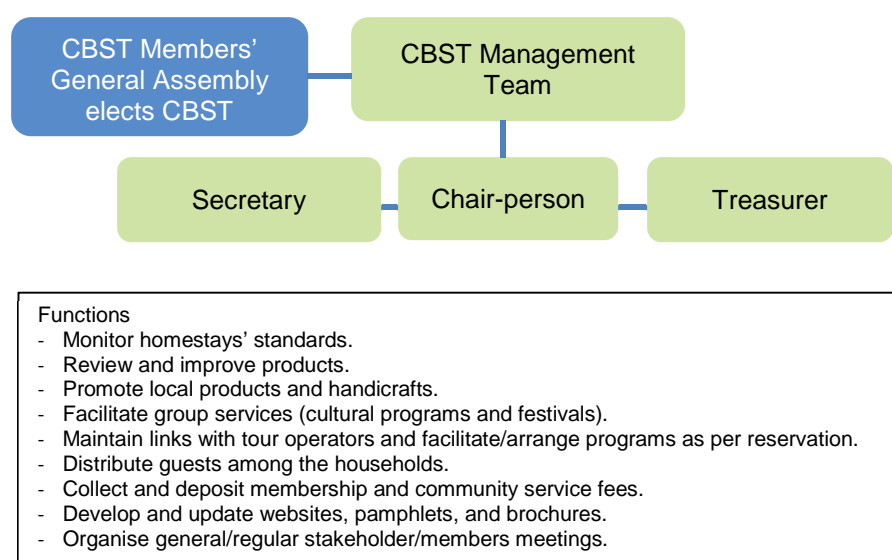 CBST Members’
General Assembly
elects CBST
CBST Management
Team
Secretary
Chair-person
Treasurer
Functions
- Monitor homestays’ standards.
- Review and improve products.
- Promote local products and handicrafts.
- Facilitate group services (cultural programs and festivals).
- Maintain links with tour operators and facilitate/arrange programs as per reservation.
- Distribute guests among the households.
- Collect and deposit membership and community service fees.
- Develop and update websites, pamphlets, and brochures.
- Organise general/regular stakeholder/members meetings.